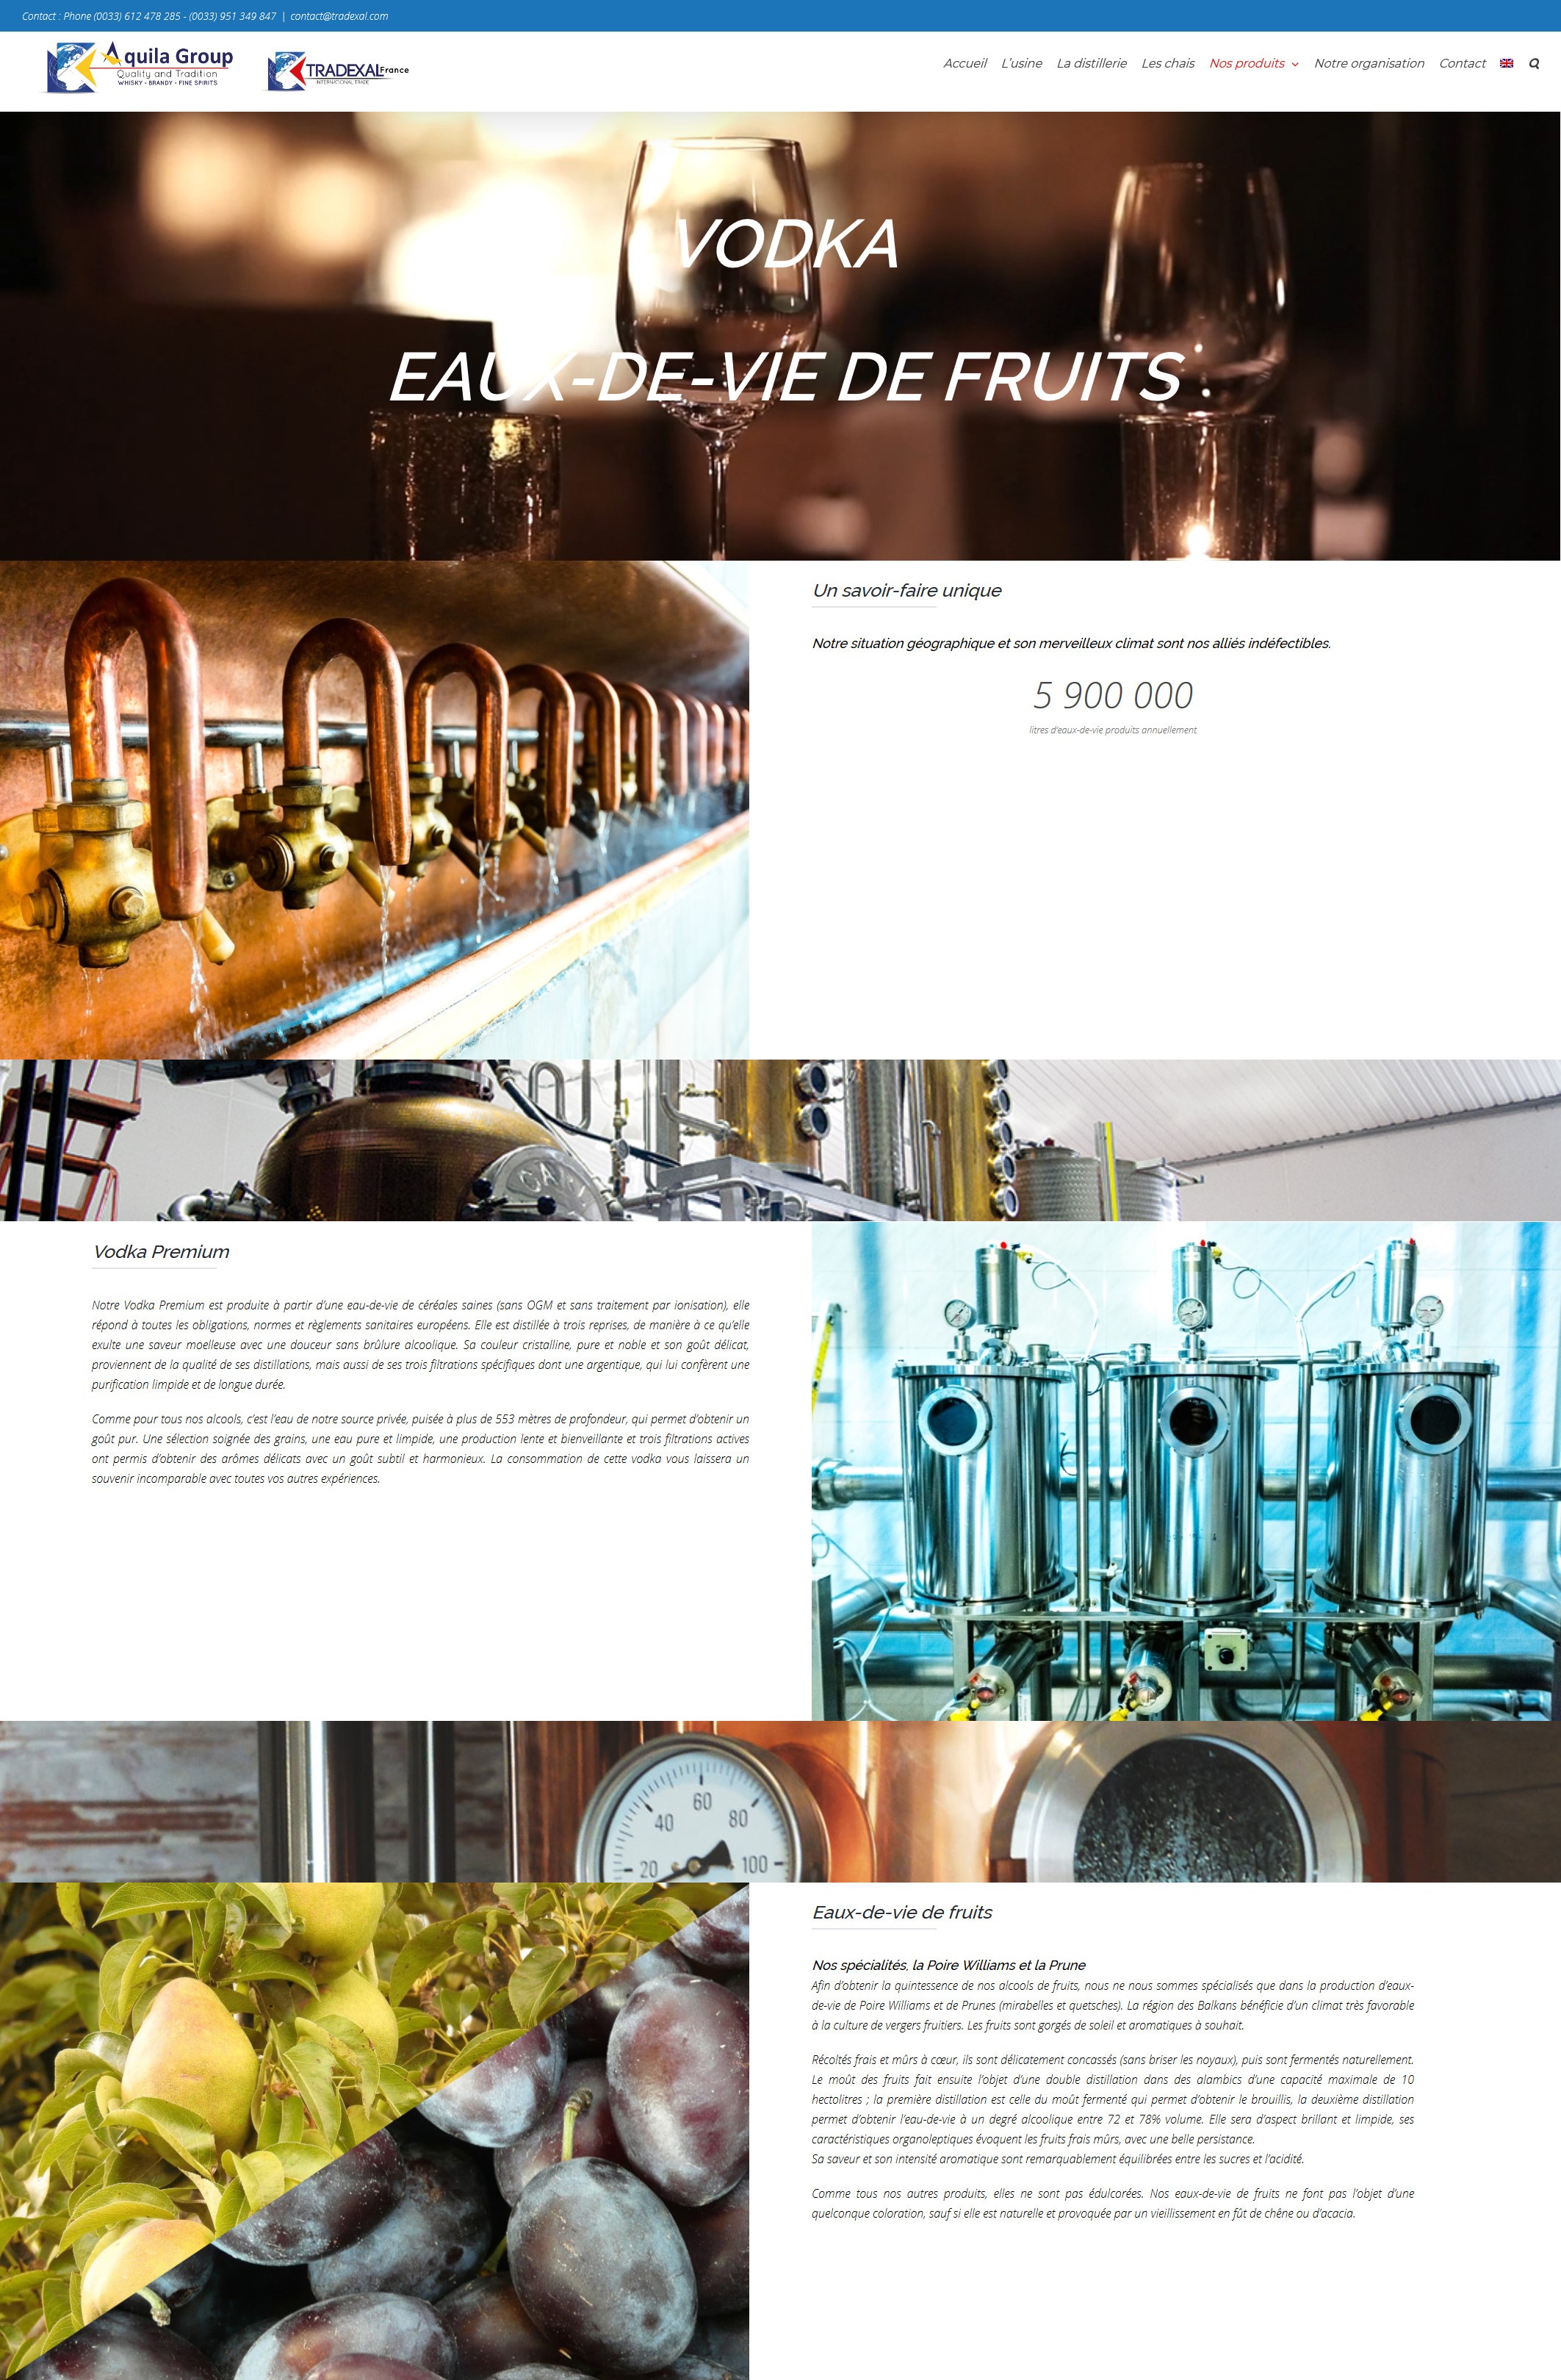 Contact : Phone (0033) 612 478 285 - (0033) 951 349 847 | contact@tradexal.com
Aquila Group
Quality and Tradition
WHISKY - BRANDY - FINE SPIRITS
TRADEXAL France
INTERNATIONAL TRADE
Accueil L'usine La distillerie Les chais Nos produits Notre organisation Contact
VODKA
EAUX-DE-VIE DE FRUITS
Un savoir-faire unique
Notre situation géographique et son merveilleux climat sont nos alliés indéfectibles.
5 900 000
litres d'eaux-de-vie produits annuellement
Vodka Premium
Notre Vodka Premium est produite à partir d'une eau-de-vie de céréales saines (sans OGM et sans traitement par ionisation), elle
répond à toutes les obligations, normes et règlements sanitaires européens. Elle est distillée à trois reprises, de manière à ce qu'elle
exulte une saveur moelleuse avec une douceur sans brûlure alcoolique. Sa couleur cristalline, pure et noble et son goût délicat,
proviennent de la qualité de ses distillations, mais aussi de ses trois filtrations spécifiques dont une argentique, qui lui confèrent une
purification limpide et de longue durée.
Comme pour tous nos alcools, c'est l'eau de notre source privée, puisée à plus de 553 mètres de profondeur, qui permet d'obtenir un
goût pur. Une sélection soignée des grains, une eau pure et limpide, une production lente et bienveillante et trois filtrations actives
ont permis d'obtenir des arômes délicats avec un goût subtil et harmonieux. La consommation de cette vodka vous laissera un
souvenir incomparable avec toutes vos autres expériences.
20 40 60 80 100
Eaux-de-vie de fruits
Nos spécialités, la Poire Williams et la Prune
Afin d'obtenir la quintessence de nos alcools de fruits, nous ne nous sommes spécialisés que dans la production d'eaux-
de-vie de Poire Williams et de Prunes (mirabelles et quetsches). La région des Balkans bénéficie d'un climat très favorable
à la culture de vergers fruitiers. Les fruits sont gorgés de soleil et aromatiques à souhait.
Récoltés frais et mûrs à cœur, ils sont délicatement concassés (sans briser les noyaux), puis sont fermentés naturellement.
Le moût des fruits fait ensuite l'objet d'une double distillation dans des alambics d'une capacité maximale de 10
hectolitres ; la première distillation est celle du moût fermenté qui permet d'obtenir le brouillis, la deuxième distillation
permet d'obtenir l'eau-de-vie à un degré alcoolique entre 72 et 78% volume. Elle sera d'aspect brillant et limpide, ses
caractéristiques organoleptiques évoquent les fruits frais mûrs, avec une belle persistance.
Sa saveur et son intensité aromatique sont remarquablement équilibrées entre les sucres et l'acidité.
Comme tous nos autres produits, elles ne sont pas édulcorées. Nos eaux-de-vie de fruits ne font pas l'objet d'une
quelconque coloration, sauf si elle est naturelle et provoquée par un vieillissement en fût de chêne ou d'acacia.